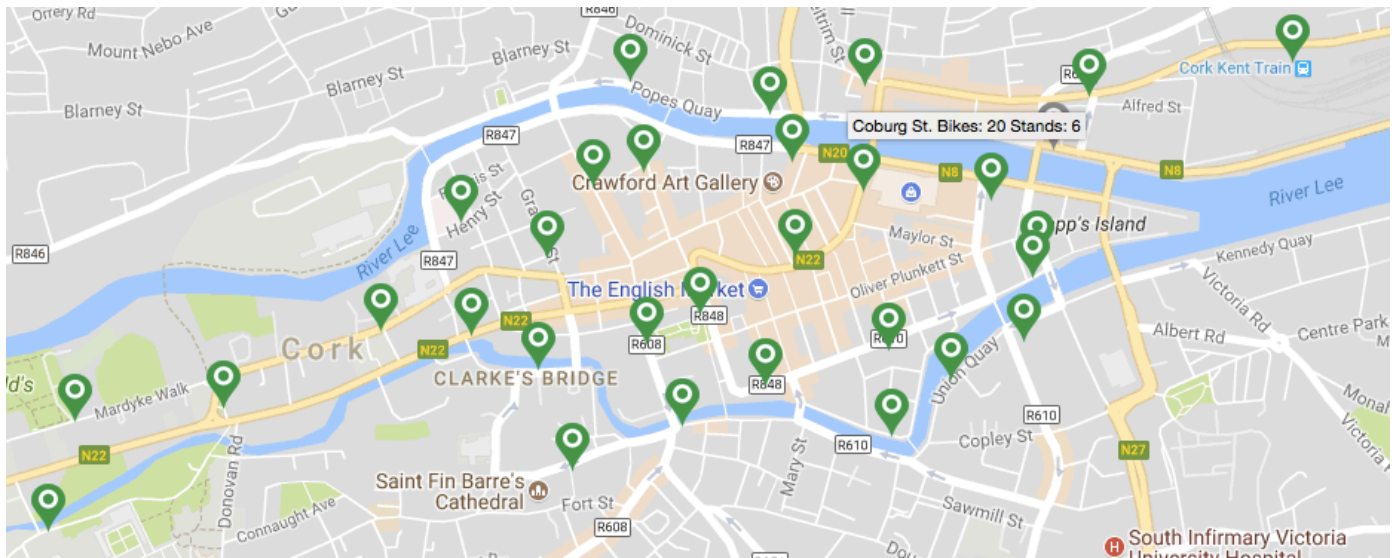 Orrery Rd
R846
Mount Nebo Ave
Blarney St
Dominick St
Blarney St
Popes Quay
Cork Kent Train
Blarney St
Alfred St
Coburg St. Bikes: 20 Stands: 6
R847
R847
N20
N8
N8
Crawford Art Gallery
Henry St
River Lee
River Lee
Maylor St
Kennedy Quay
R846
R847
N22
Oliver Plunkett St
The English Market
Victoria Rd
R848
N22
Albert Rd
Centre Park
R608
N22
Cork
Union Quay
CLARKE'S BRIDGE
R848
Mardyke Walk
R610
N22
R610
Copley St
N27
Donovan Rd
Mary St
Saint Fin Barre's
Cathedral
Fort St
Sawmill St
Connaught Ave
R608
South Infirmary Victoria
University Hospital